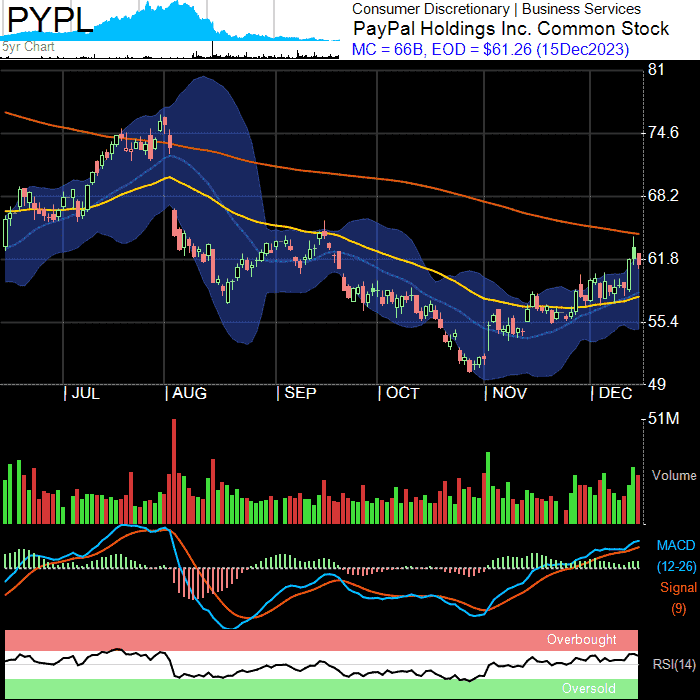 PYPL
5yr Chart
Consumer Discretionary | Business Services
PayPal Holdings Inc. Common Stock
MC = 66B, EOD = $61.26 (15Dec2023)
81
74.6
68.2
61.8
55.4
49
| JUL | AUG | SEP | OCT | NOV | DEC
51M
Volume
MACD
(12-26)
Signal
(9)
Overbought
RSI(14)
Oversold